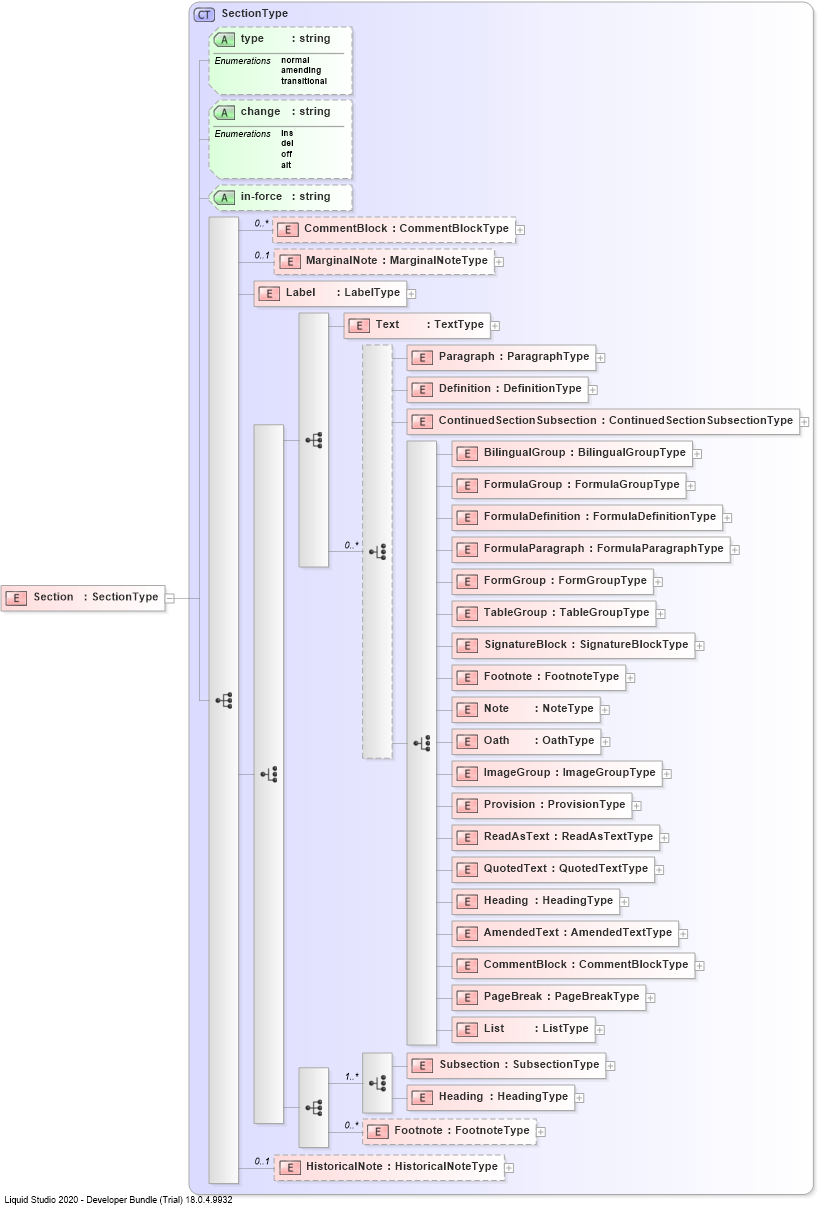 CT SectionType
A type : string
Enumerations normal
amending
transitional
A change : string
Enumerations ins
del
off
alt
A in-force : string
0..* E CommentBlock : CommentBlockType
0..1 E MarginalNote : MarginalNoteType
E Label : LabelType
E Text : TextType
E Paragraph : ParagraphType
E Definition : DefinitionType
E ContinuedSectionSubsection : ContinuedSectionSubsectionType
E BilingualGroup : BilingualGroupType
E FormulaGroup : FormulaGroupType
E FormulaDefinition : FormulaDefinitionType
0..* E FormulaParagraph : FormulaParagraphType
E FormGroup : FormGroupType
E Section : SectionType
E TableGroup : TableGroupType
E SignatureBlock : SignatureBlockType
E Footnote : FootnoteType
E Note : NoteType
E Oath : OathType
E ImageGroup : ImageGroupType
E Provision : ProvisionType
E ReadAsText : ReadAsTextType
E QuotedText : QuotedTextType
E Heading : HeadingType
E AmendedText : AmendedTextType
E CommentBlock : CommentBlockType
E PageBreak : PageBreakType
E List : ListType
E Subsection : SubsectionType
1..*
E Heading : HeadingType
0..* E Footnote : FootnoteType
0..1 E HistoricalNote : HistoricalNoteType
Liquid Studio 2020 - Developer Bundle (Trial) 18.0.4.9932